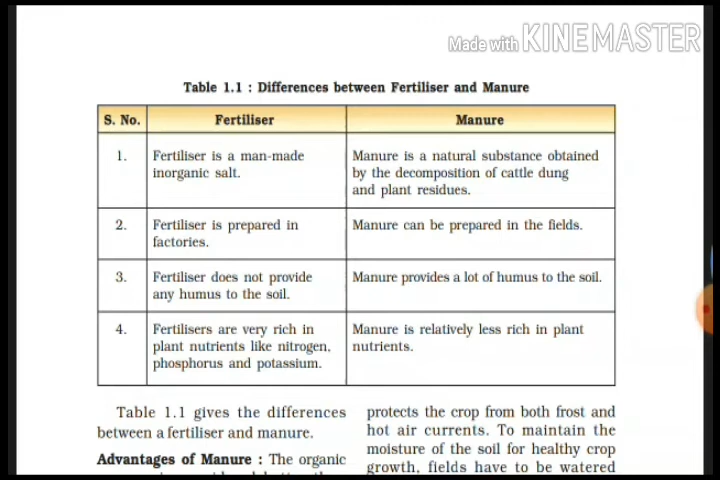 Made with KINEMASTER
Table 1.1 : Differences between Fertiliser and Manure
S. No. Fertiliser Manure
1. Fertiliser is a man-made Manure is a natural substance obtained
inorganic salt. by the decomposition of cattle dung
and plant residues.
2. Fertiliser is prepared in Manure can be prepared in the fields.
factories.
3. Fertiliser does not provide Manure provides a lot of humus to the soil.
any humus to the soil.
4. Fertilisers are very rich in Manure is relatively less rich in plant
plant nutrients like nitrogen, nutrients.
phosphorus and potassium.
Table 1.1 gives the differences
between a fertiliser and manure.
Advantages of Manure : The organic
protects the crop from both frost and
hot air currents. To maintain the
moisture of the soil for healthy crop
growth, fields have to be watered